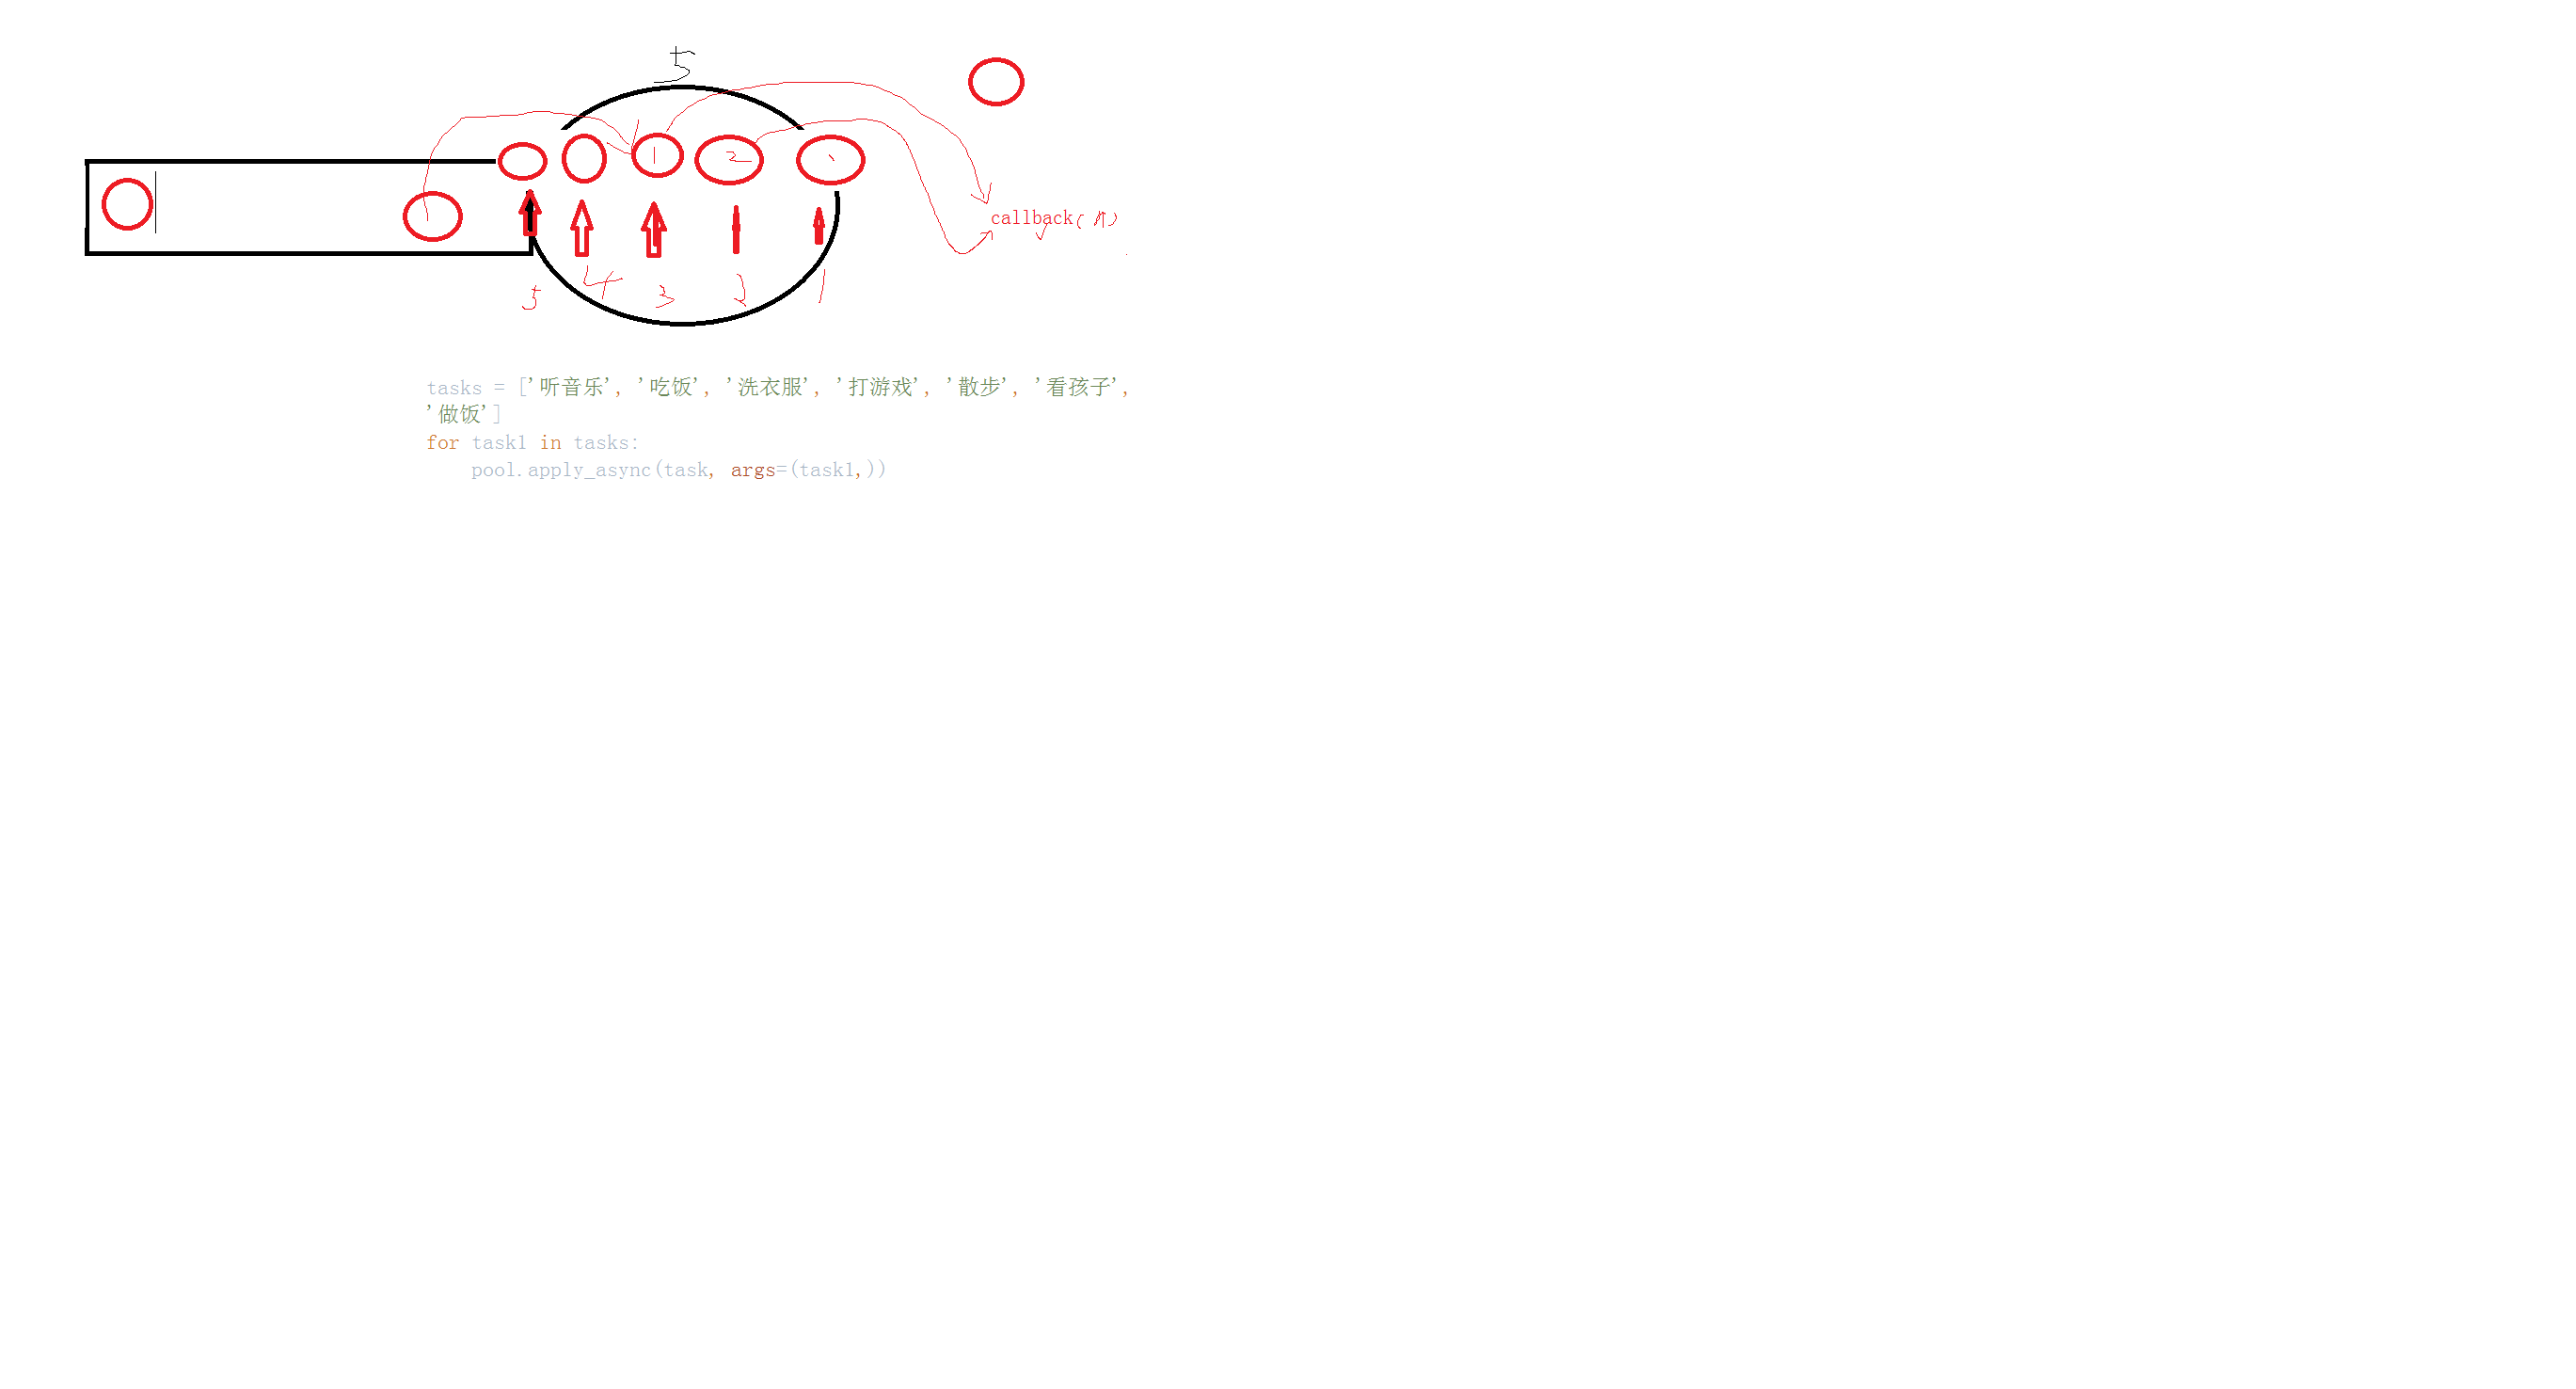 5
1 2
callback( )
5 4 3 2 1
tasks = ['听音乐', '吃饭', '洗衣服', '打游戏', '散步', '看孩子',
'做饭']
for task1 in tasks:
    pool.apply_async(task, args=(task1,))